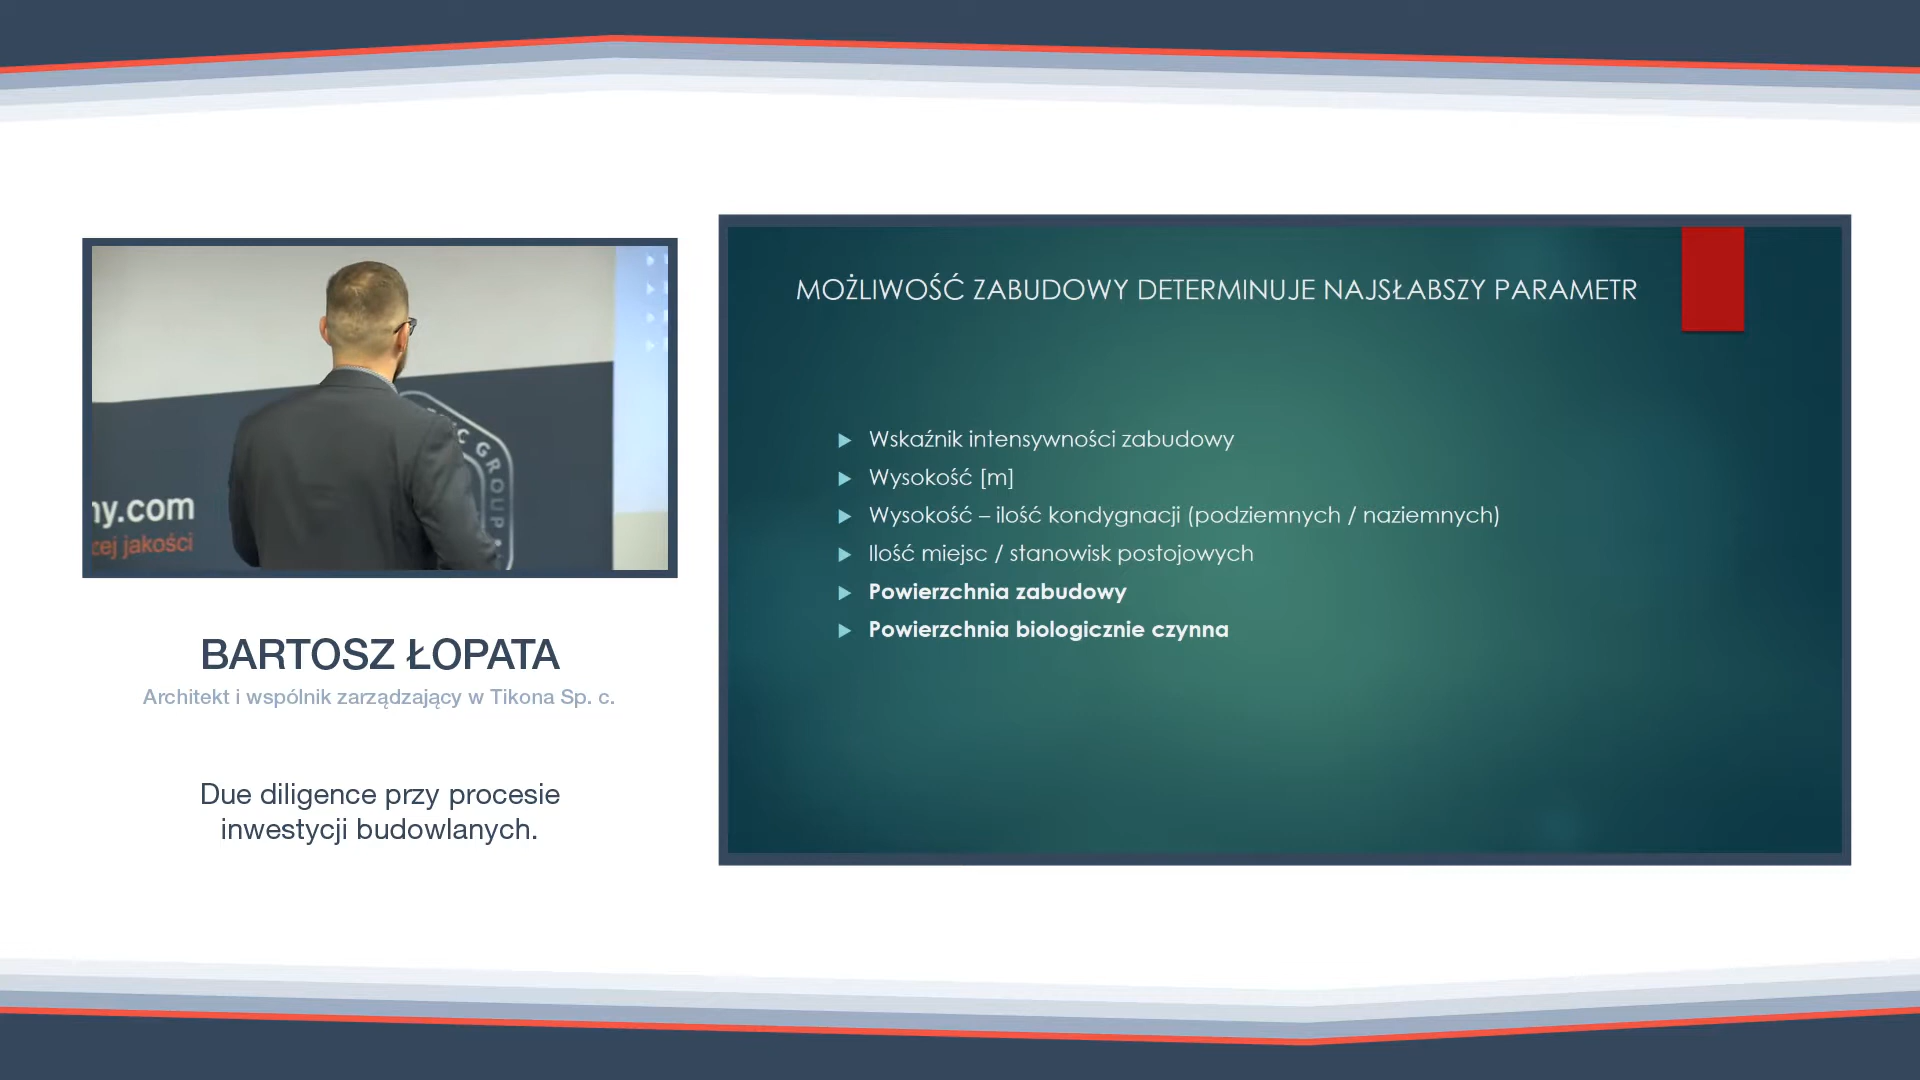 MOŻLIWOŚĆ ZABUDOWY DETERMINUJE NAJSŁABSZY PARAMETR
Wskaźnik intensywności zabudowy
Wysokość [m]
Wysokość – ilość kondygnacji (podziemnych / naziemnych)
Ilość miejsc / stanowisk postojowych
Powierzchnia zabudowy
Powierzchnia biologicznie czynna
GROUP
ny.com
zej jakości
BARTOSZ ŁOPATA
Architekt i wspólnik zarządzający w Tikona Sp. c.
Due diligence przy procesie
inwestycji budowlanych.